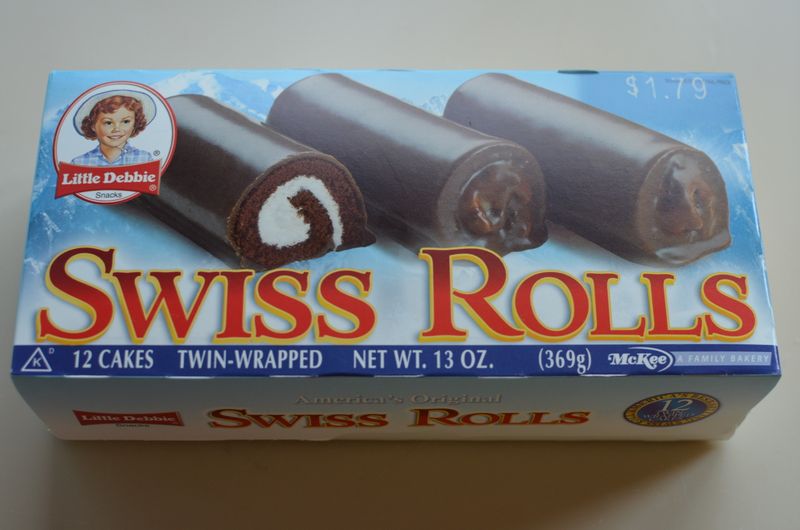 $1.79
Little Debbie ®
Snacks
SWISS ROLLS
K D 12 CAKES TWIN-WRAPPED NET WT. 13 OZ. (369g) McKee A FAMILY BAKERY
America's Original
Little Debbie
Snacks
SWISS ROLLS
12